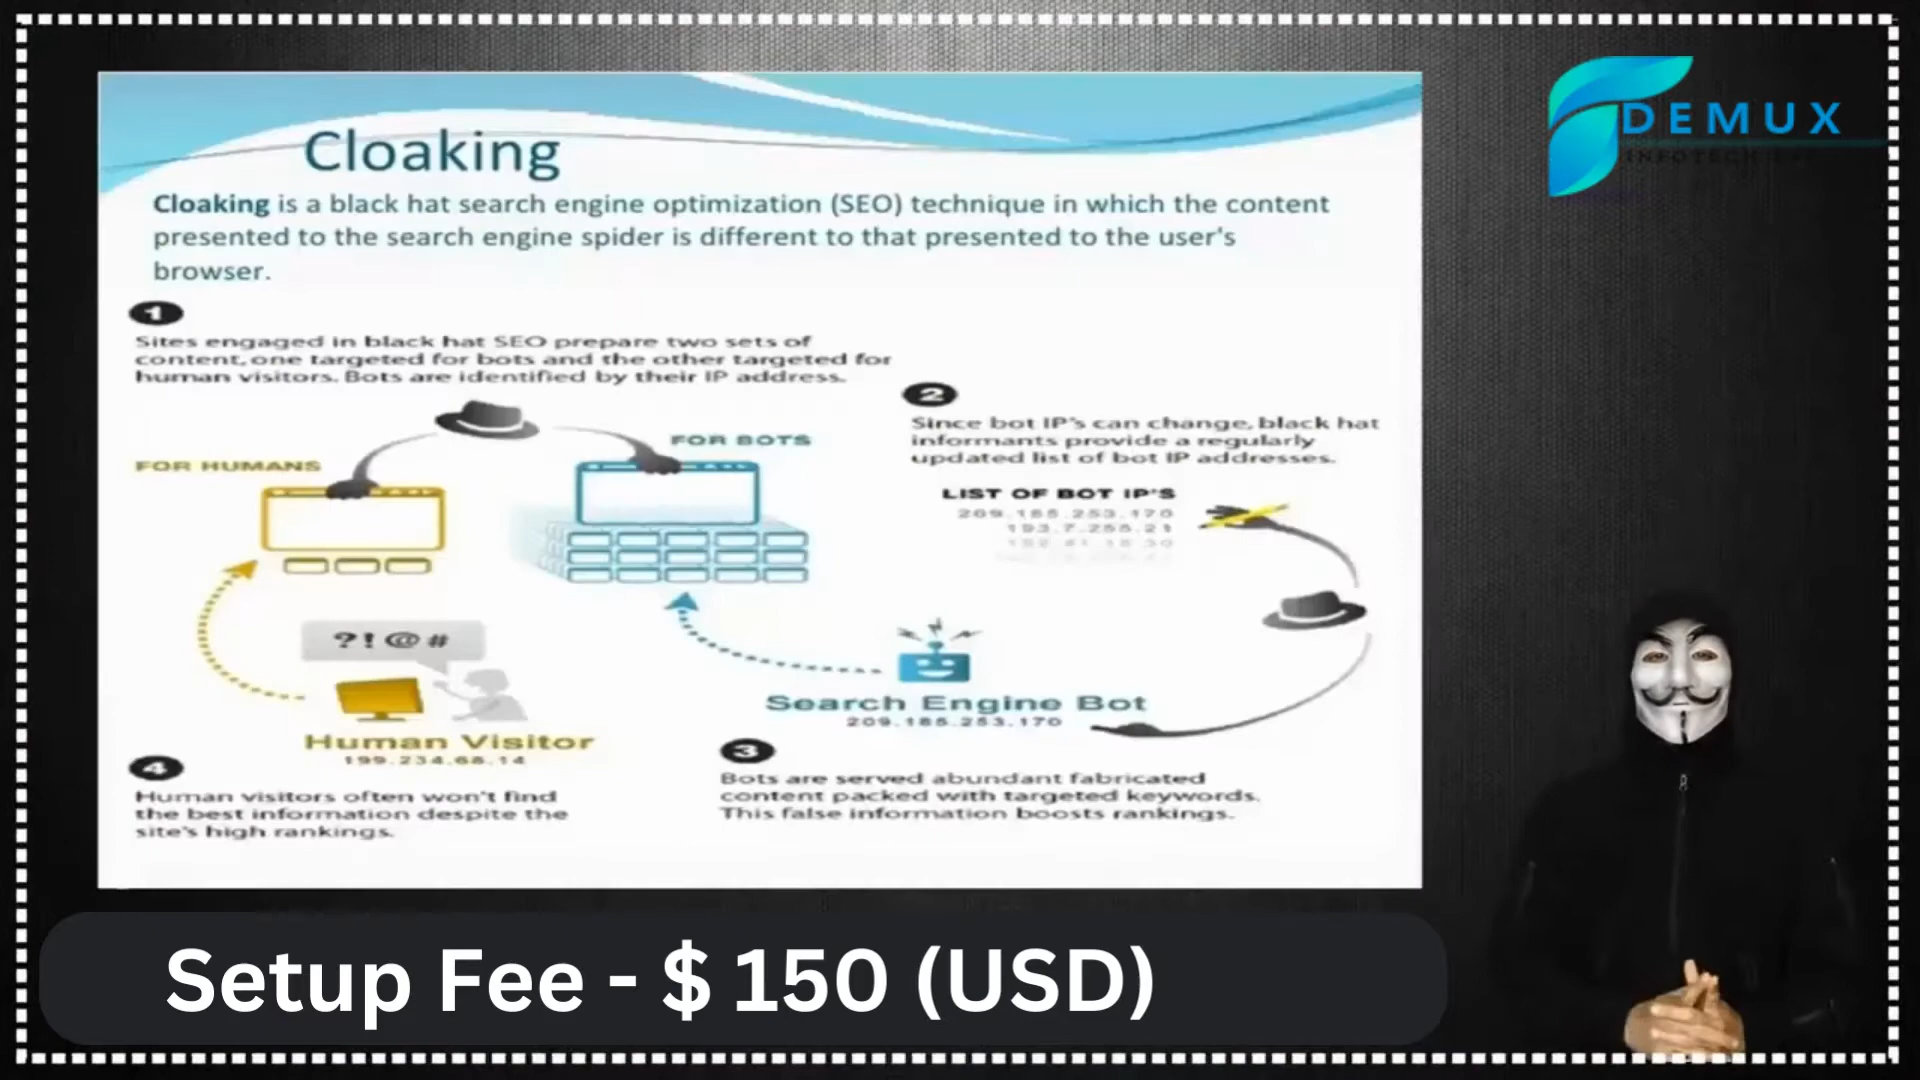 DEMUX
INFOTECH
Cloaking
Cloaking is a black hat search engine optimization (SEO) technique in which the content
presented to the search engine spider is different to that presented to the user's
browser.
1
Sites engaged in black hat SEO prepare two sets of
content, one targeted for bots and the other targeted for
human visitors. Bots are identified by their IP address.
2
Since bot IP's can change, black hat
informants provide a regularly
updated list of bot IP addresses.
FOR HUMANS
FOR BOTS
LIST OF BOT IP'S
209.185.253.170
?!@#
Search Engine Bot
209.185.253.170
Human Visitor
199.234.68.14
3
Bots are served abundant fabricated
content packed with targeted keywords.
This false information boosts rankings.
4
Human visitors often won't find
the best information despite the
site's high rankings.
Setup Fee - $ 150 (USD)